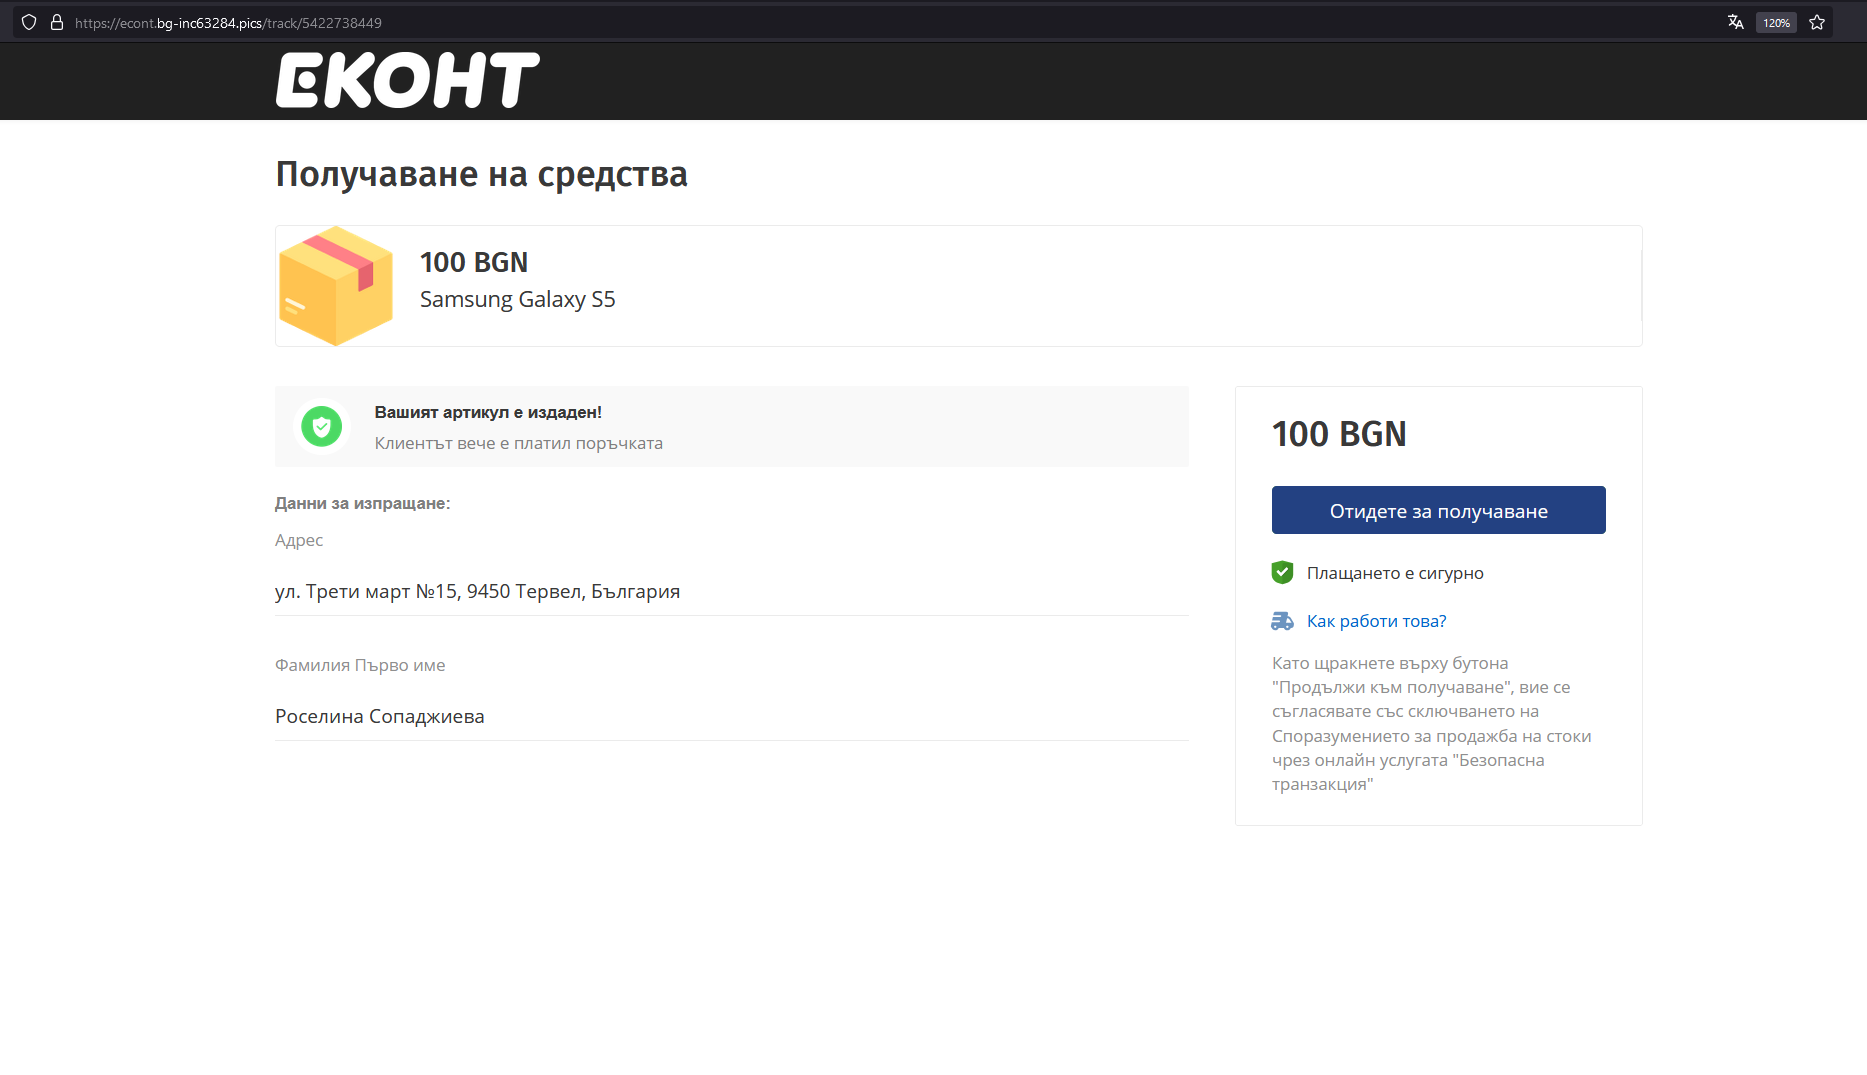 https://econt.bg-inc63284.pics/track/5422738449
120%
ЕКОНТ
Получаване на средства
100 BGN
Samsung Galaxy S5
Вашият артикул е издаден!
Клиентът вече е платил поръчката
Данни за изпращане:
Адрес
ул. Трети март №15, 9450 Тервел, България
Фамилия Първо име
Роселина Сопаджиева
100 BGN
Отидете за получаване
Плащането е сигурно
Как работи това?
Като щракнете върху бутона
"Продължи към получаване", вие се
съгласявате със сключването на
Споразумението за продажба на стоки
чрез онлайн услугата "Безопасна
транзакция"